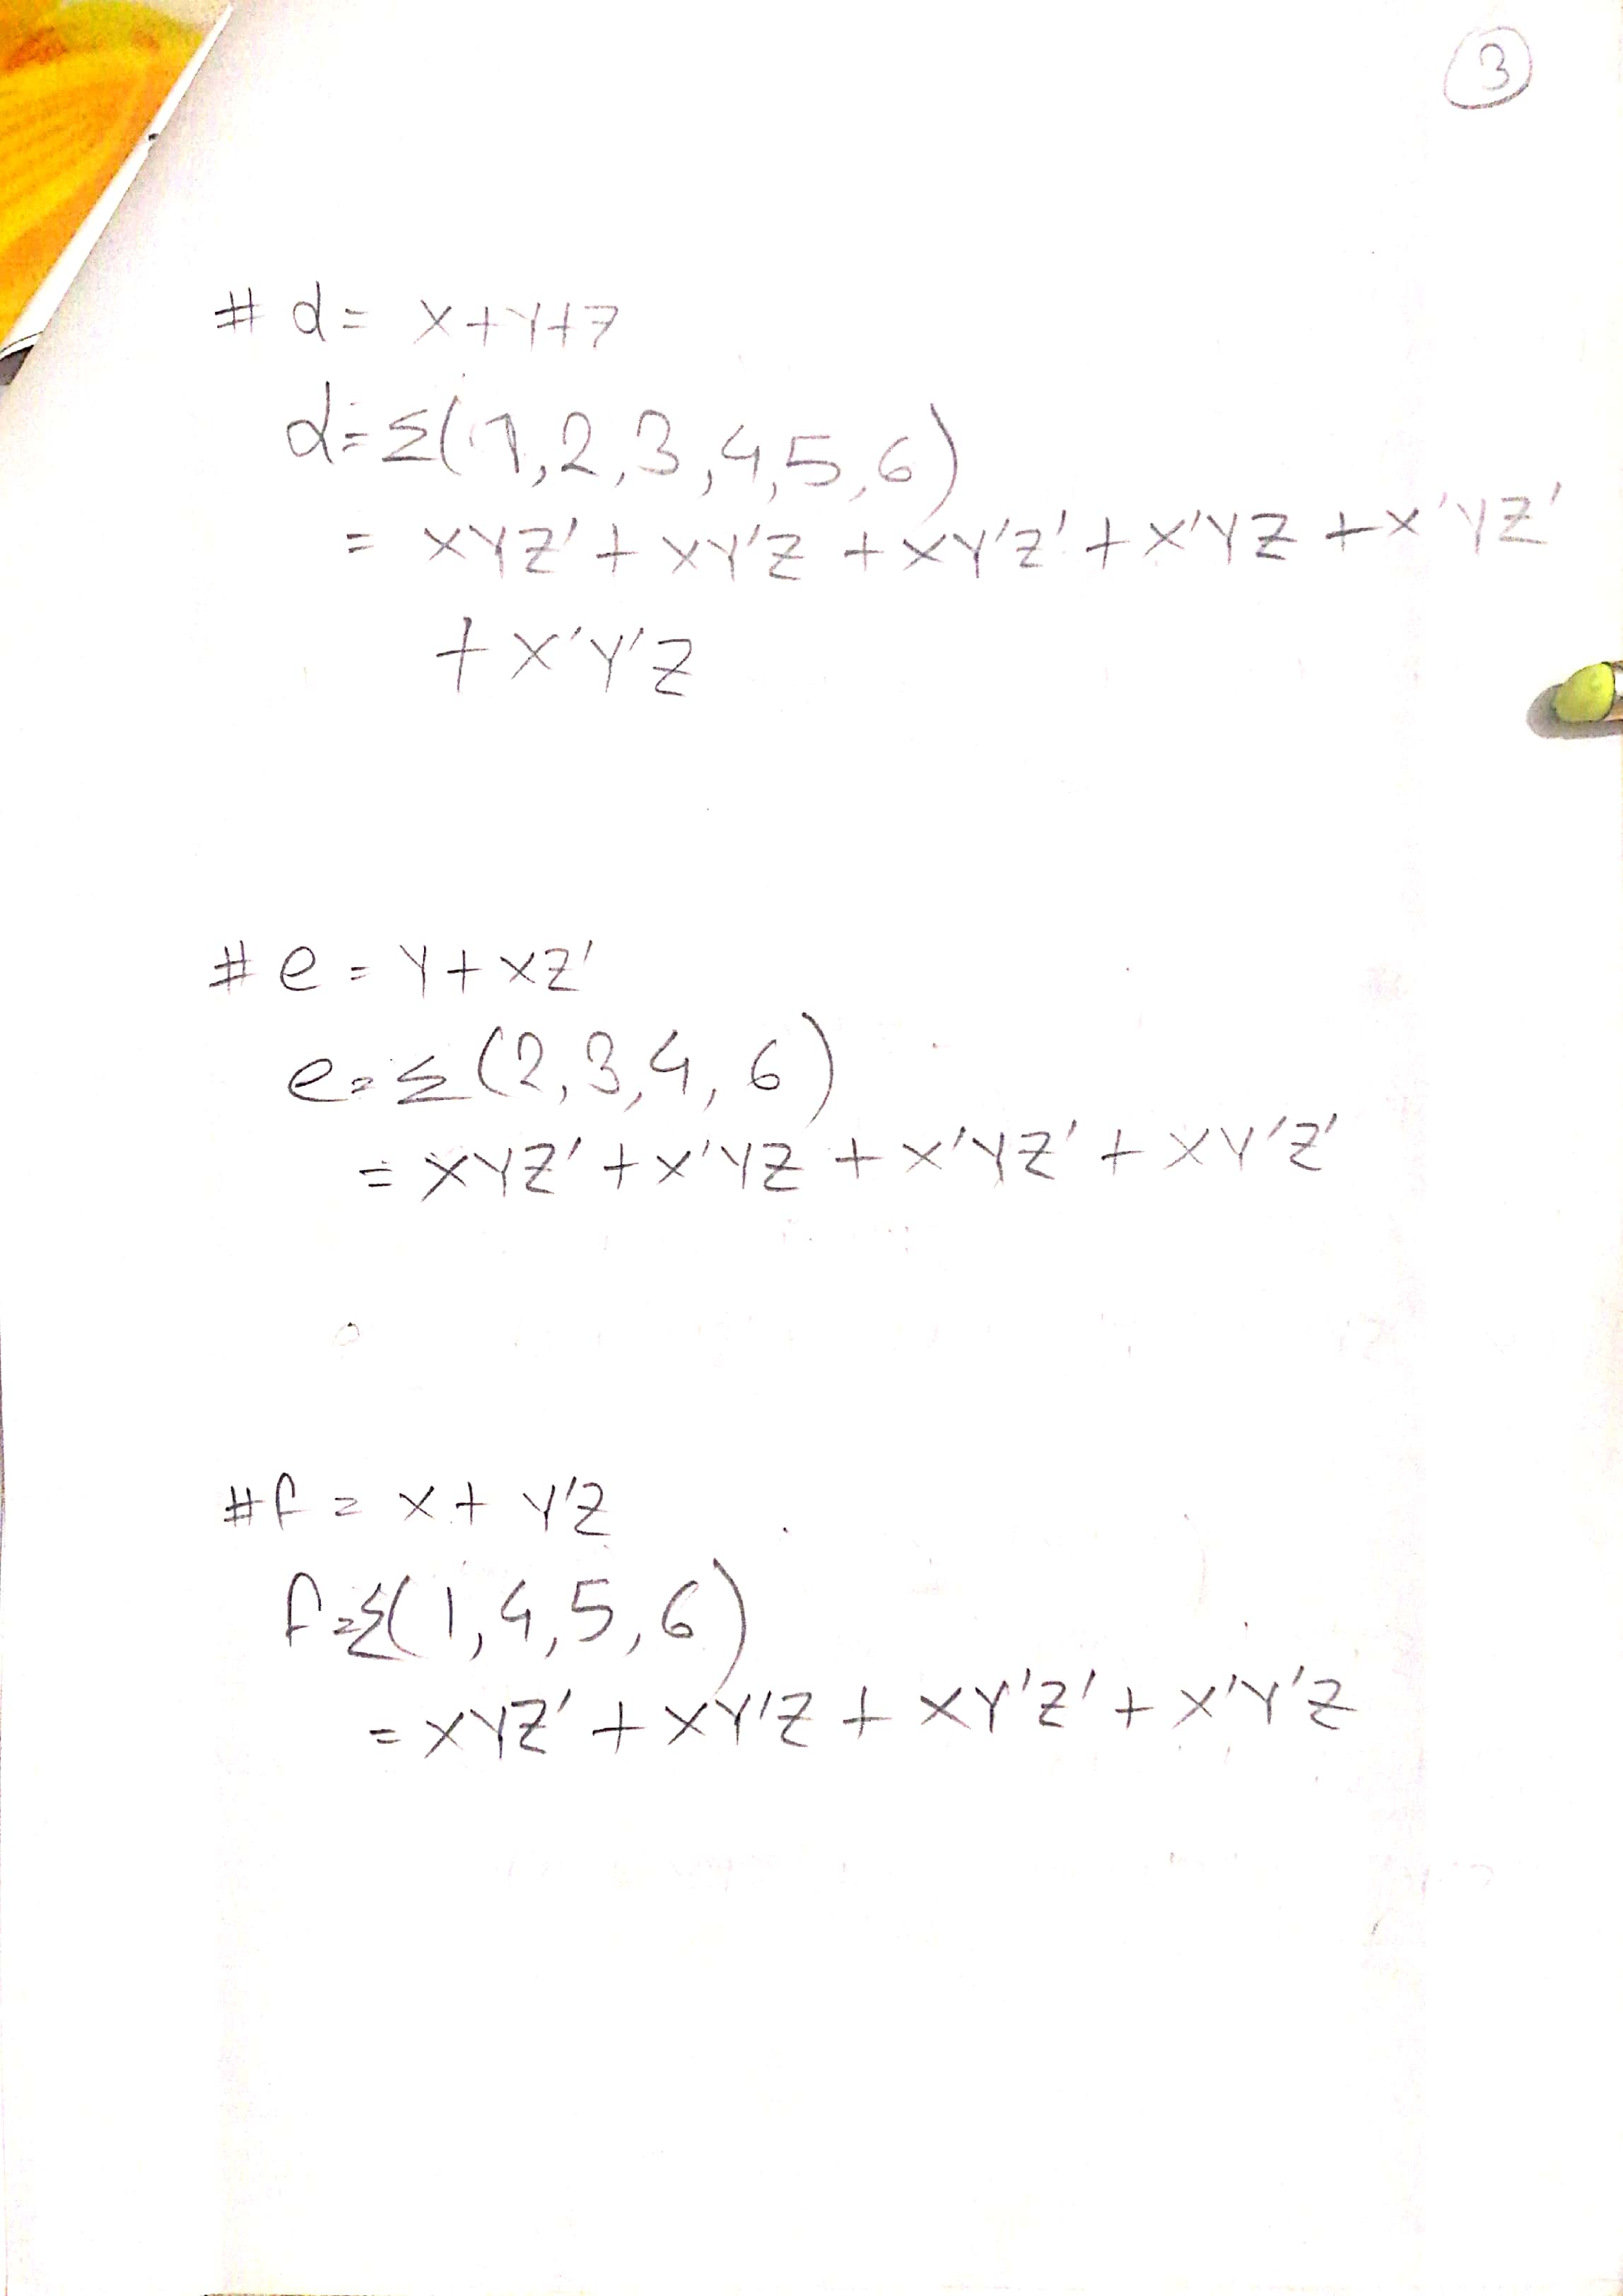 3
# d = X+Y+Z
d = Σ(1,2,3,4,5,6)
= XYZ' + XY'Z + XY'Z' + X'YZ + X'YZ'
+ X'Y'Z
# e = Y + XZ'
e = Σ(2,3,4,6)
= XYZ' + X'YZ + X'YZ' + XY'Z'
# f = X + Y'Z
f = Σ(1,4,5,6)
= XYZ' + XY'Z + XY'Z' + X'Y'Z